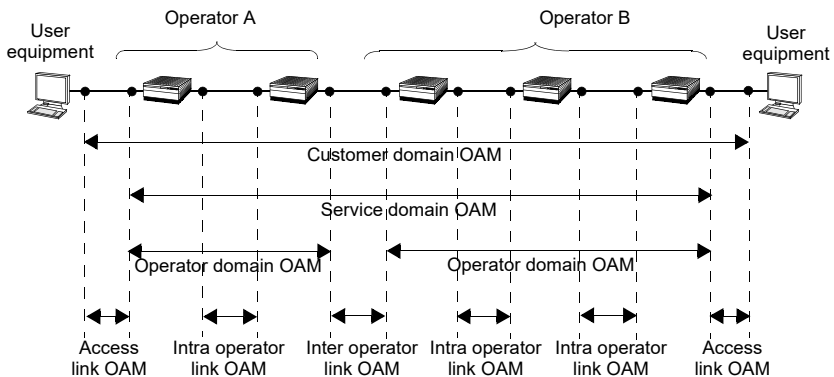 Operator A
Operator B
User
equipment
User
equipment
Customer domain OAM
Service domain OAM
Operator domain OAM
Operator domain OAM
Access
link OAM
Intra operator
link OAM
Inter operator
link OAM
Intra operator
link OAM
Intra operator
link OAM
Access
link OAM